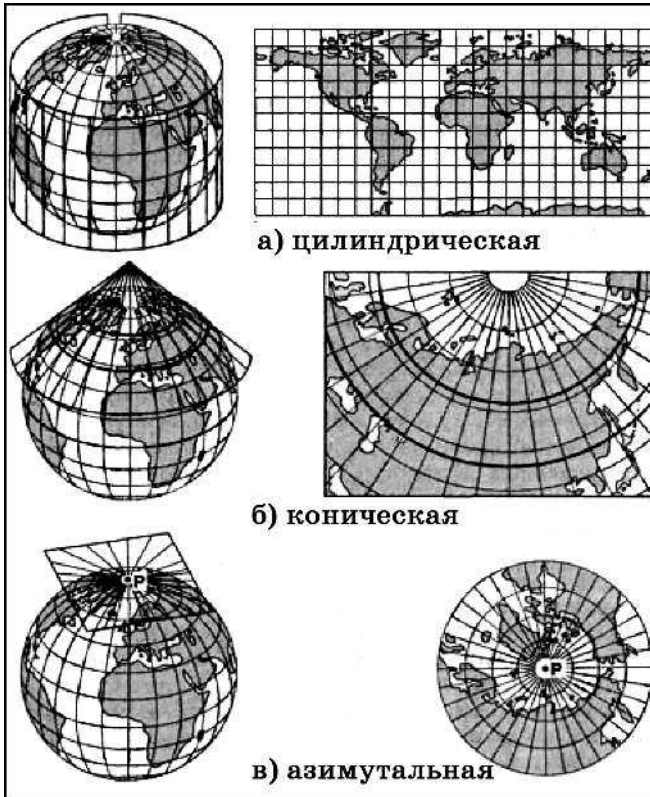 а) цилиндрическая
б) коническая
P
P
в) азимутальная